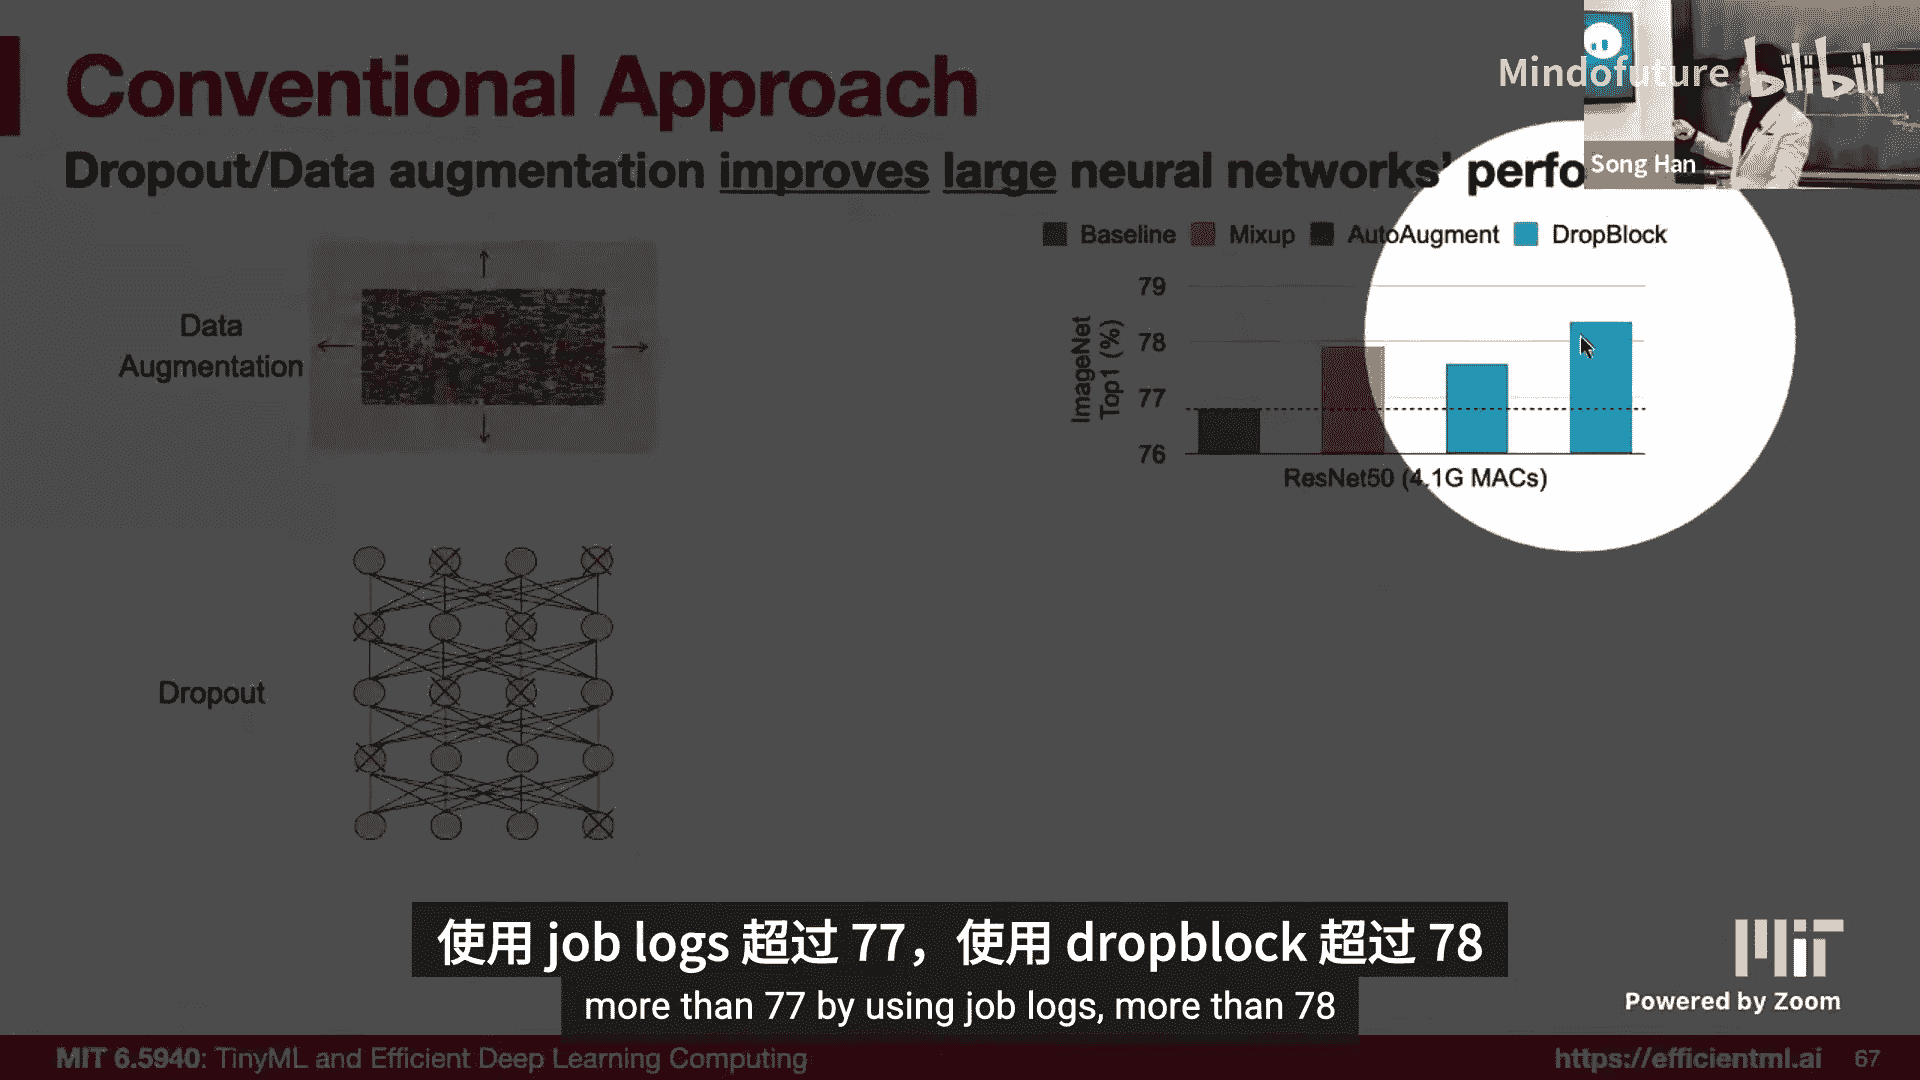 Conventional Approach
Mindofuture bilibili
Dropout/Data augmentation improves large neural networks' perfo
Song Han
Baseline Mixup AutoAugment DropBlock
79
78
77
76
ImageNet
Top1 (%)
ResNet50 (4.1G MACs)
Data
Augmentation
Dropout
使用 job logs 超过 77，使用 dropblock 超过 78
more than 77 by using job logs, more than 78
MIT
Powered by Zoom
MIT 6.5940: TinyML and Efficient Deep Learning Computing
https://efficientml.ai 67